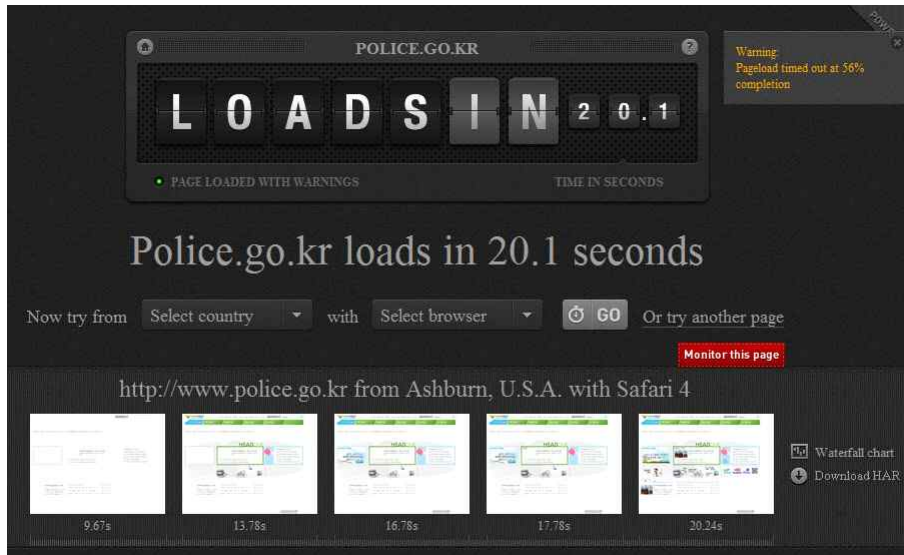 POLICE.GO.KR
?
Warning:
Pageload timed out at 56%
completion
LOADSIN 20.1
PAGE LOADED WITH WARNINGS
TIME IN SECONDS
Police.go.kr loads in 20.1 seconds
Now try from Select country with Select browser GO Or try another page
Monitor this page
http://www.police.go.kr from Ashburn, U.S.A. with Safari 4
Waterfall chart
Download HAR
9.67s 13.78s 16.78s 17.78s 20.24s